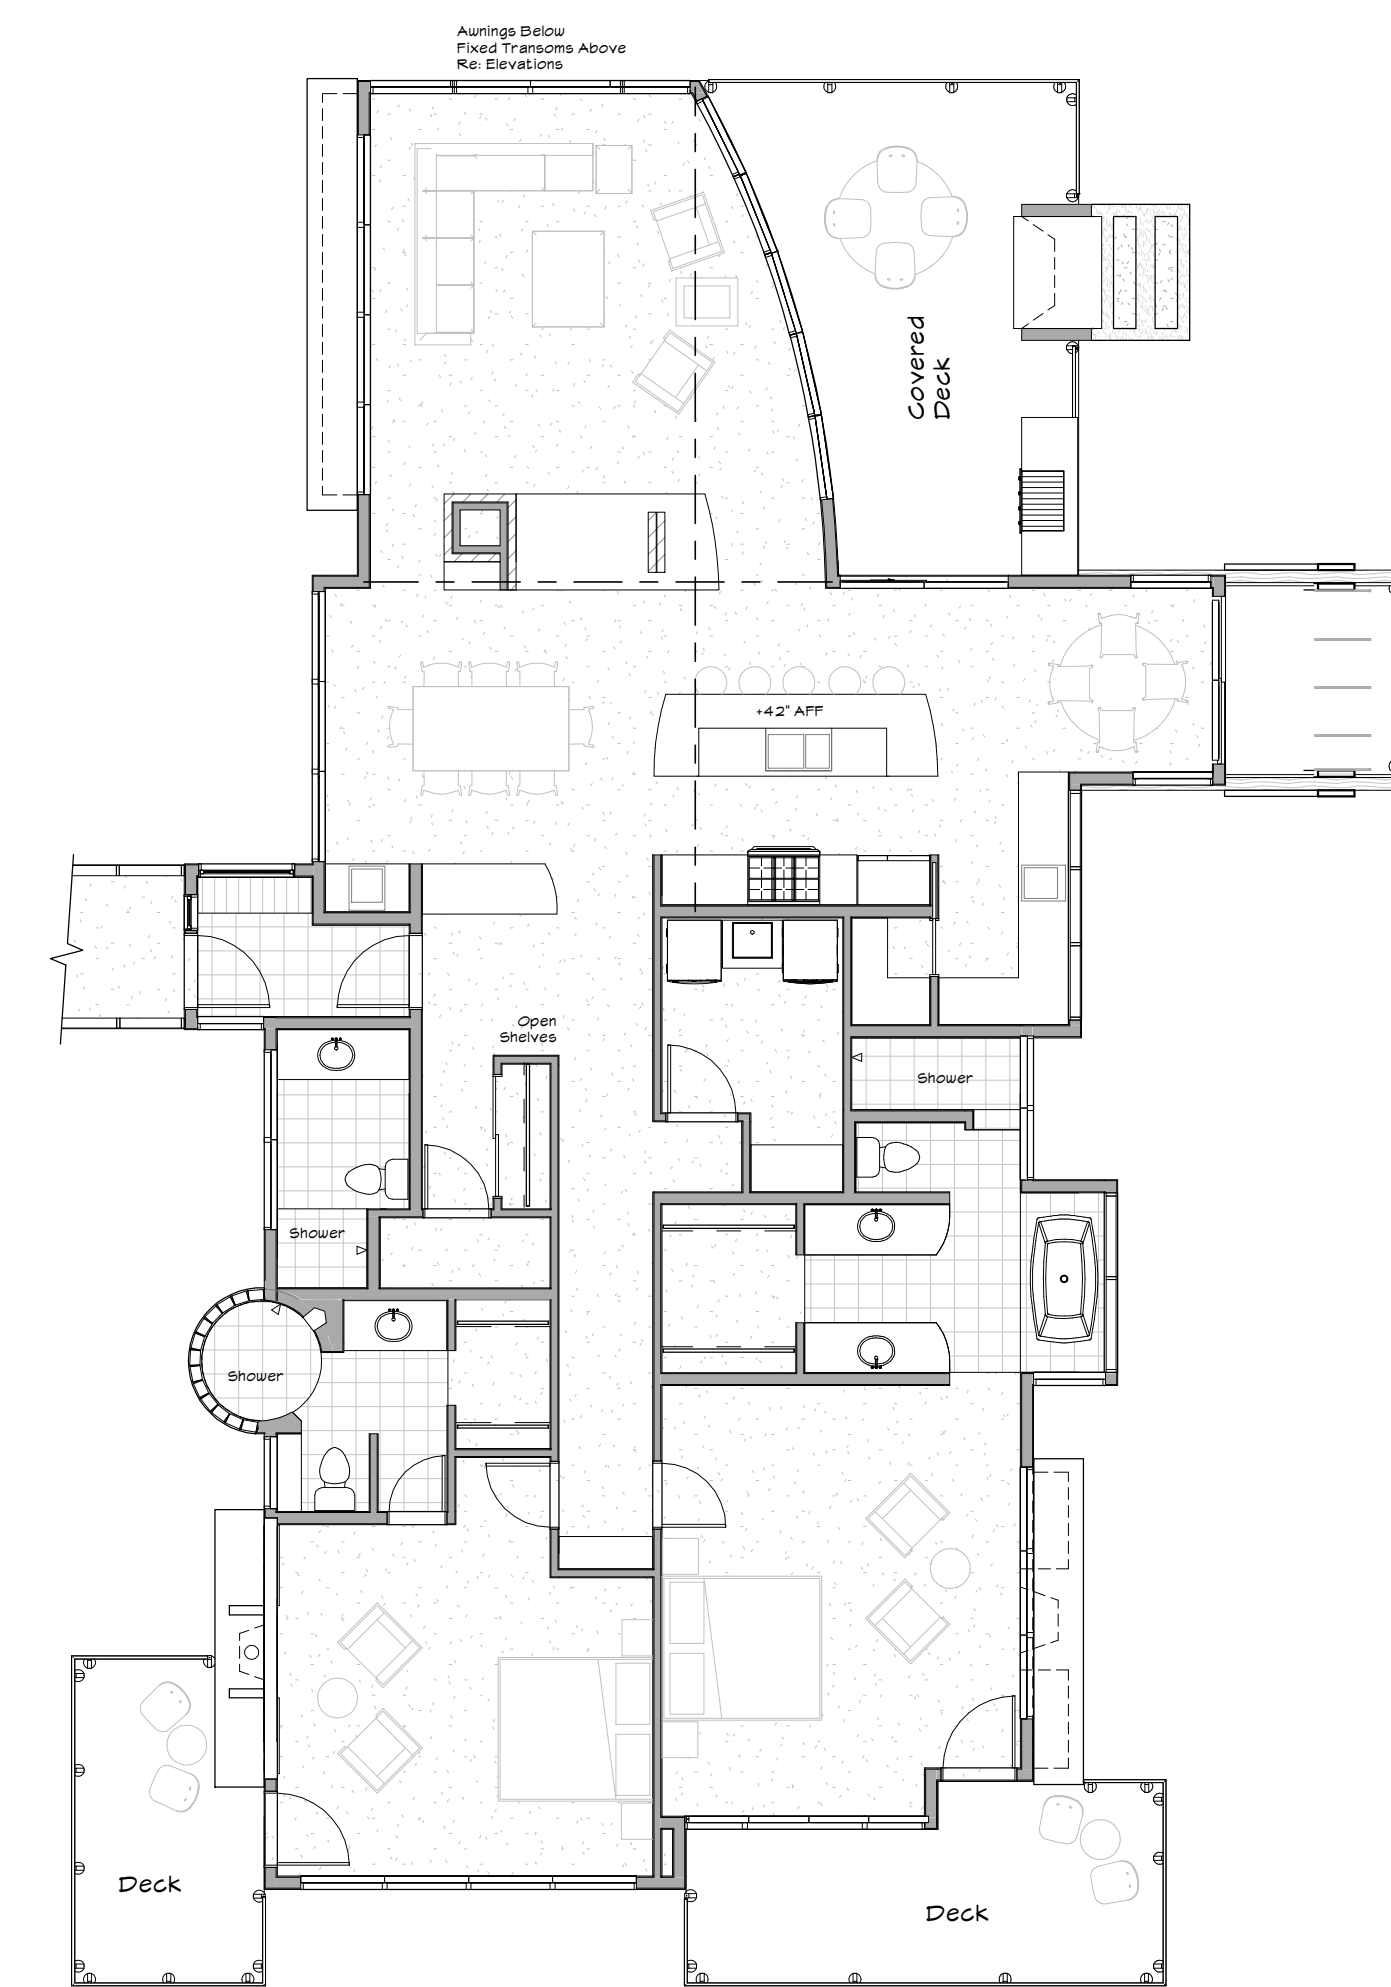 Awnings Below
Fixed Transoms Above
Re: Elevations
Covered
Deck
+42" AFF
Open
Shelves
Shower
Shower
Shower
Deck
Deck